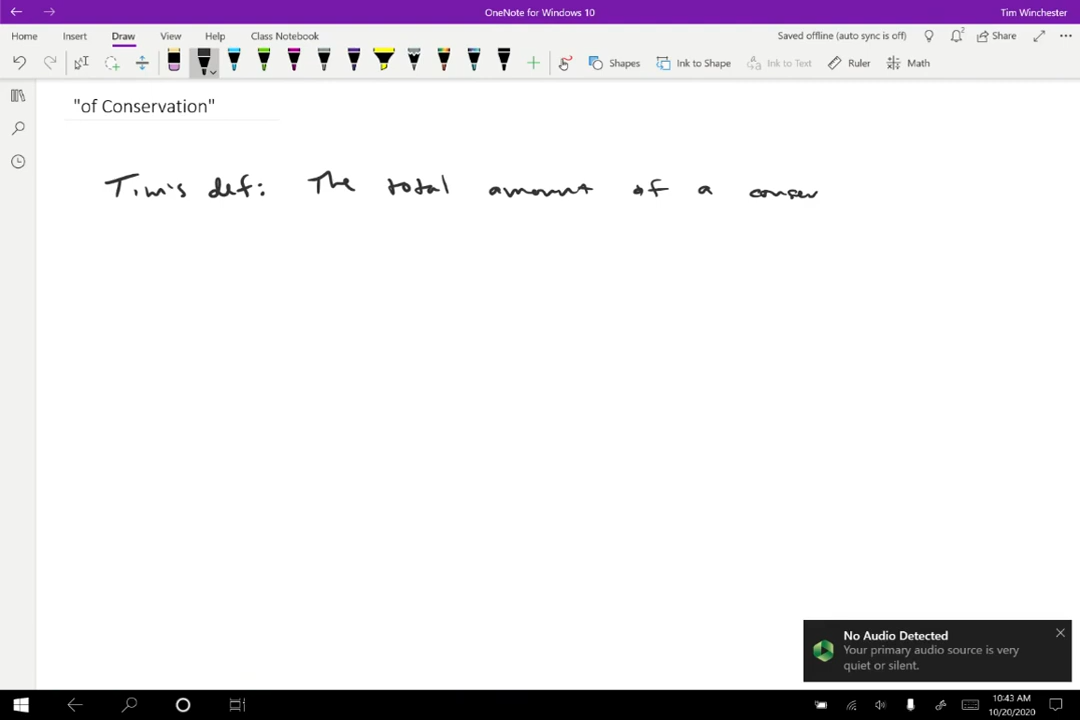 OneNote for Windows 10
Tim Winchester
Home Insert Draw View Help Class Notebook
Saved offline (auto sync is off) Share
Shapes Ink to Shape Ink to Text Ruler Math
"of Conservation"
Tim's def: The total amount of a conser
No Audio Detected
Your primary audio source is very
quiet or silent.
10:43 AM
10/20/2020